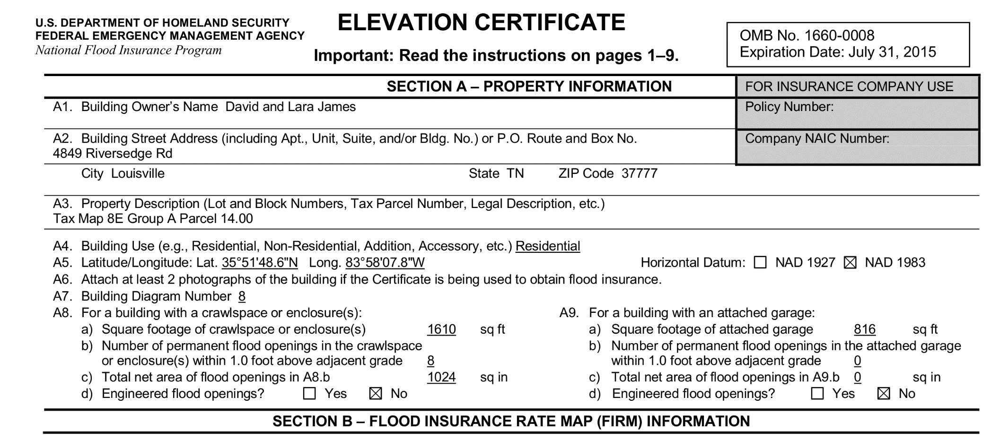 U.S. DEPARTMENT OF HOMELAND SECURITY
FEDERAL EMERGENCY MANAGEMENT AGENCY
National Flood Insurance Program
ELEVATION CERTIFICATE
Important: Read the instructions on pages 1–9.
OMB No. 1660-0008
Expiration Date: July 31, 2015
SECTION A – PROPERTY INFORMATION
FOR INSURANCE COMPANY USE
A1. Building Owner's Name David and Lara James
Policy Number:
A2. Building Street Address (including Apt., Unit, Suite, and/or Bldg. No.) or P.O. Route and Box No.
4849 Riversedge Rd
Company NAIC Number:
City Louisville State TN ZIP Code 37777
A3. Property Description (Lot and Block Numbers, Tax Parcel Number, Legal Description, etc.)
Tax Map 8E Group A Parcel 14.00
A4. Building Use (e.g., Residential, Non-Residential, Addition, Accessory, etc.) Residential
A5. Latitude/Longitude: Lat. 35°51'48.6"N Long. 83°58'07.8"W Horizontal Datum: ☐ NAD 1927 ☒ NAD 1983
A6. Attach at least 2 photographs of the building if the Certificate is being used to obtain flood insurance.
A7. Building Diagram Number 8
A8. For a building with a crawlspace or enclosure(s):
a) Square footage of crawlspace or enclosure(s) 1610 sq ft
b) Number of permanent flood openings in the crawlspace
or enclosure(s) within 1.0 foot above adjacent grade 8
c) Total net area of flood openings in A8.b 1024 sq in
d) Engineered flood openings? ☐ Yes ☒ No
A9. For a building with an attached garage:
a) Square footage of attached garage 816 sq ft
b) Number of permanent flood openings in the attached garage
within 1.0 foot above adjacent grade 0
c) Total net area of flood openings in A9.b 0 sq in
d) Engineered flood openings? ☐ Yes ☒ No
SECTION B – FLOOD INSURANCE RATE MAP (FIRM) INFORMATION